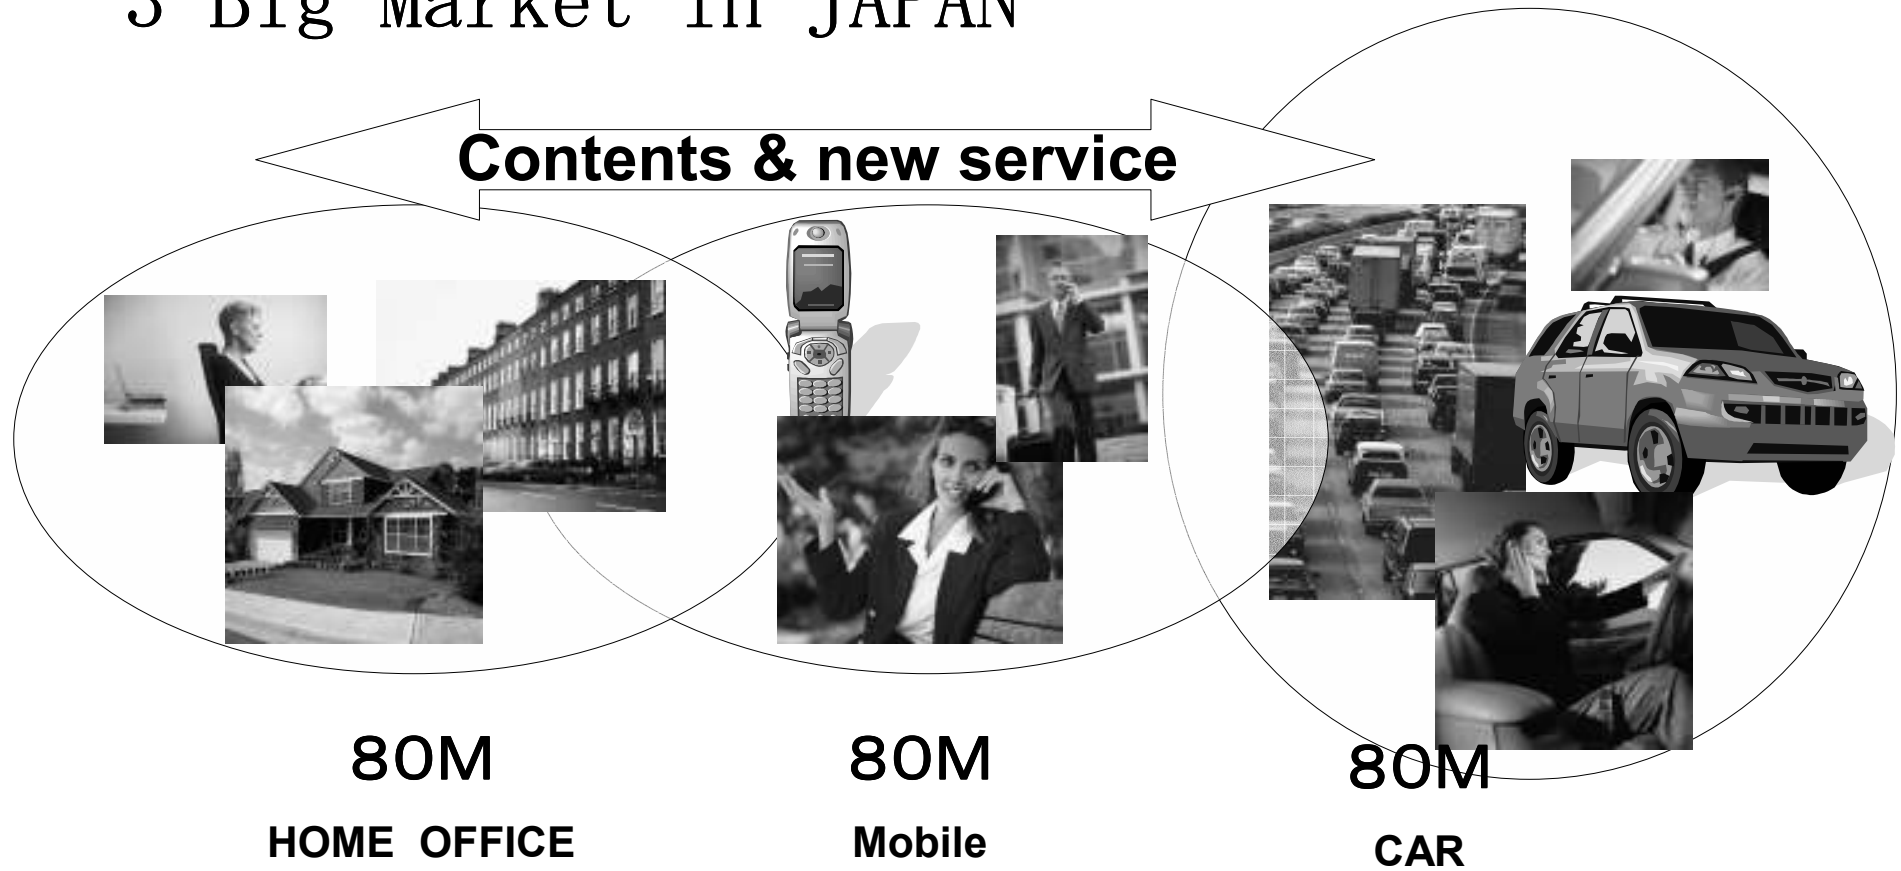 3 Big Market in JAPAN
Contents & new service
80M
80M
80M
HOME OFFICE
Mobile
CAR